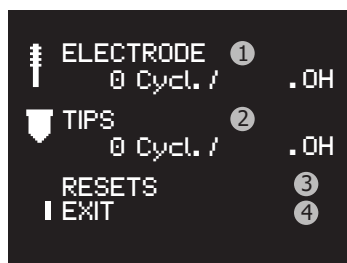 ELECTRODE 1
0 Cycl. / .0H
TIPS 2
0 Cycl. / .0H
RESETS 3
EXIT 4